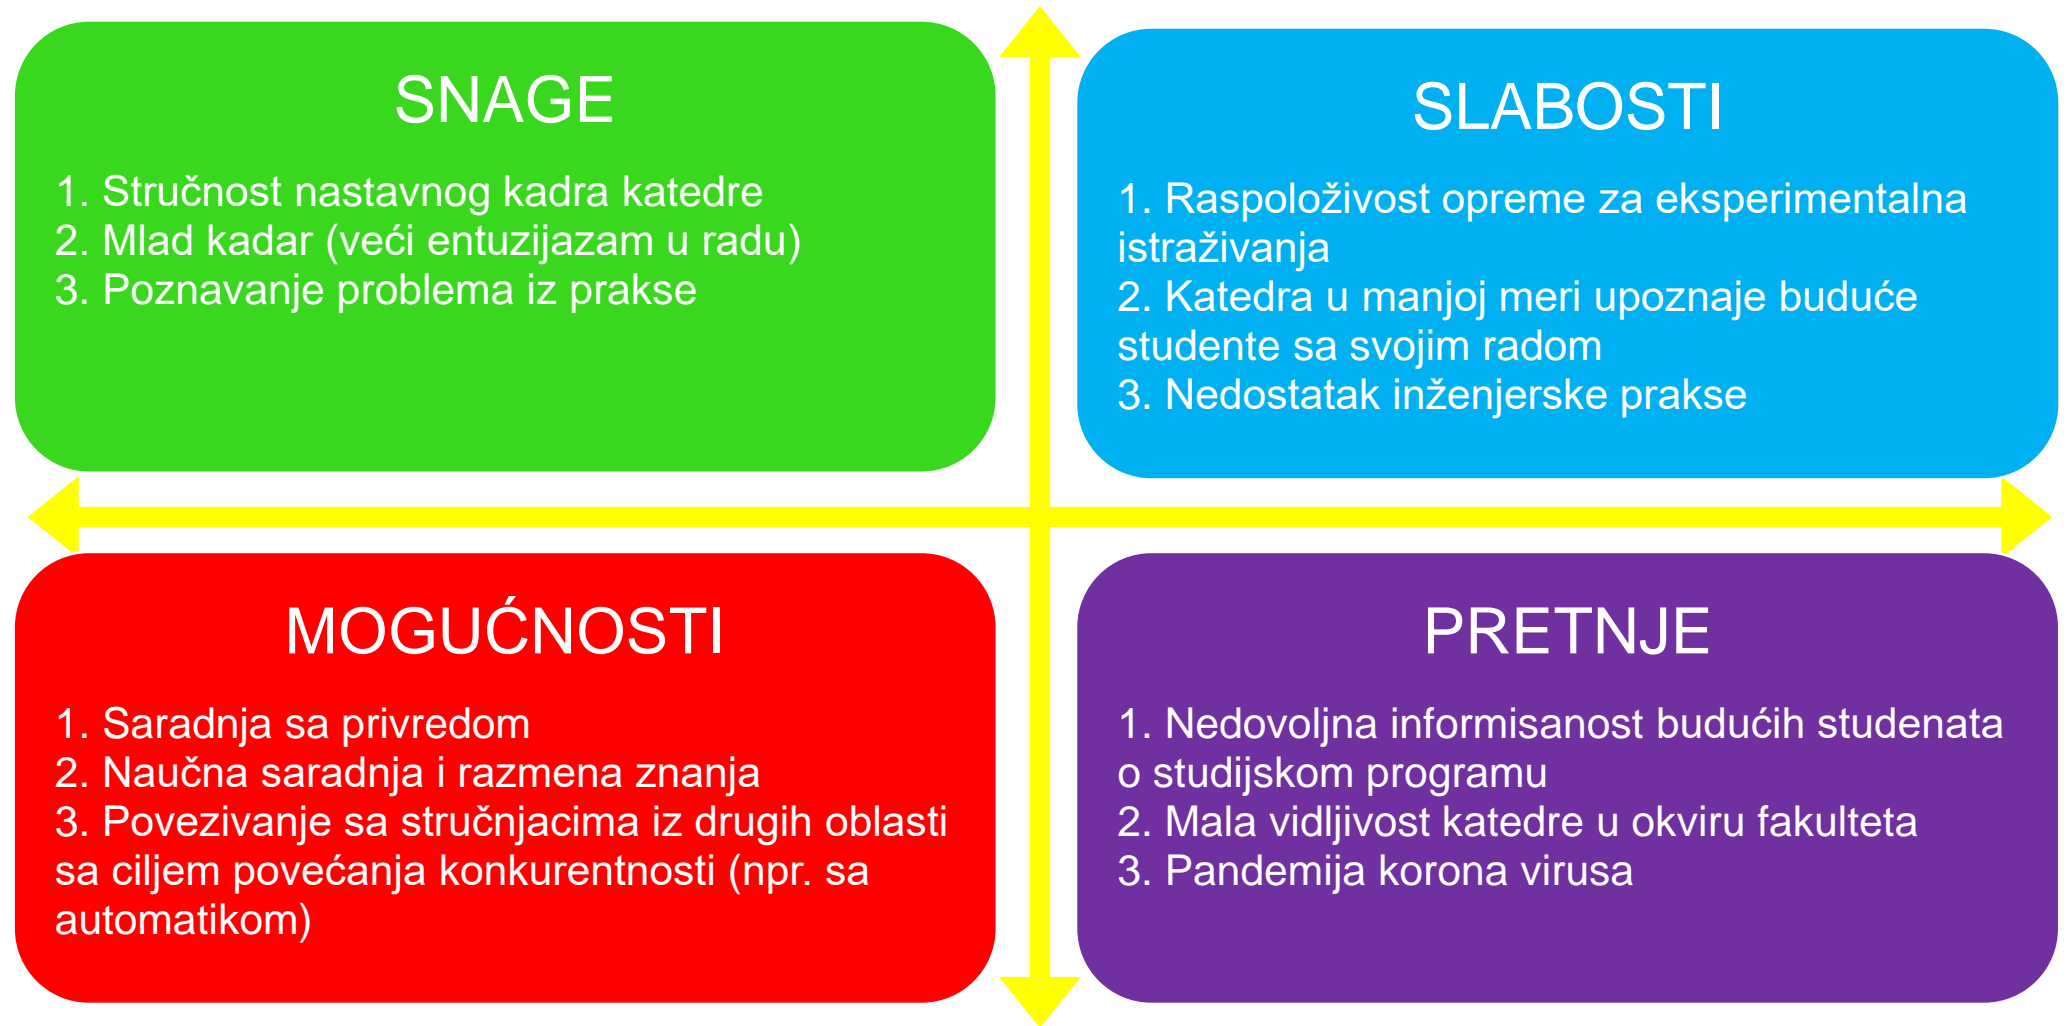 SNAGE
1. Stručnost nastavnog kadra katedre
2. Mlad kadar (veći entuzijazam u radu)
3. Poznavanje problema iz prakse
SLABOSTI
1. Raspoloživost opreme za eksperimentalna
istraživanja
2. Katedra u manjoj meri upoznaje buduće
studente sa svojim radom
3. Nedostatak inženjerske prakse
MOGUĆNOSTI
1. Saradnja sa privredom
2. Naučna saradnja i razmena znanja
3. Povezivanje sa stručnjacima iz drugih oblasti
sa ciljem povećanja konkurentnosti (npr. sa
automatikom)
PRETNJE
1. Nedovoljna informisanost budućih studenata
o studijskom programu
2. Mala vidljivost katedre u okviru fakulteta
3. Pandemija korona virusa